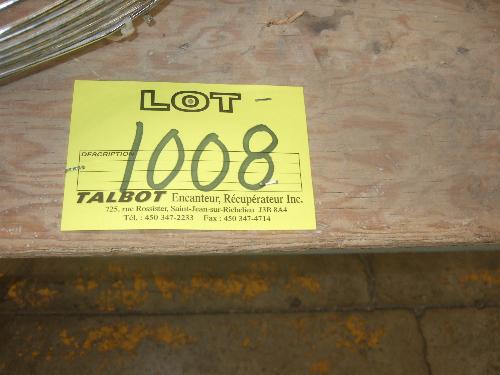 LOT
1008
DESCRIPTION
TALBOT Encanteur, Récupérateur Inc.
725, rue Rossiter, Saint-Jean-sur-Richelieu J3B 8A4
Tél. : 450 347-2233 Fax : 450 347-4714